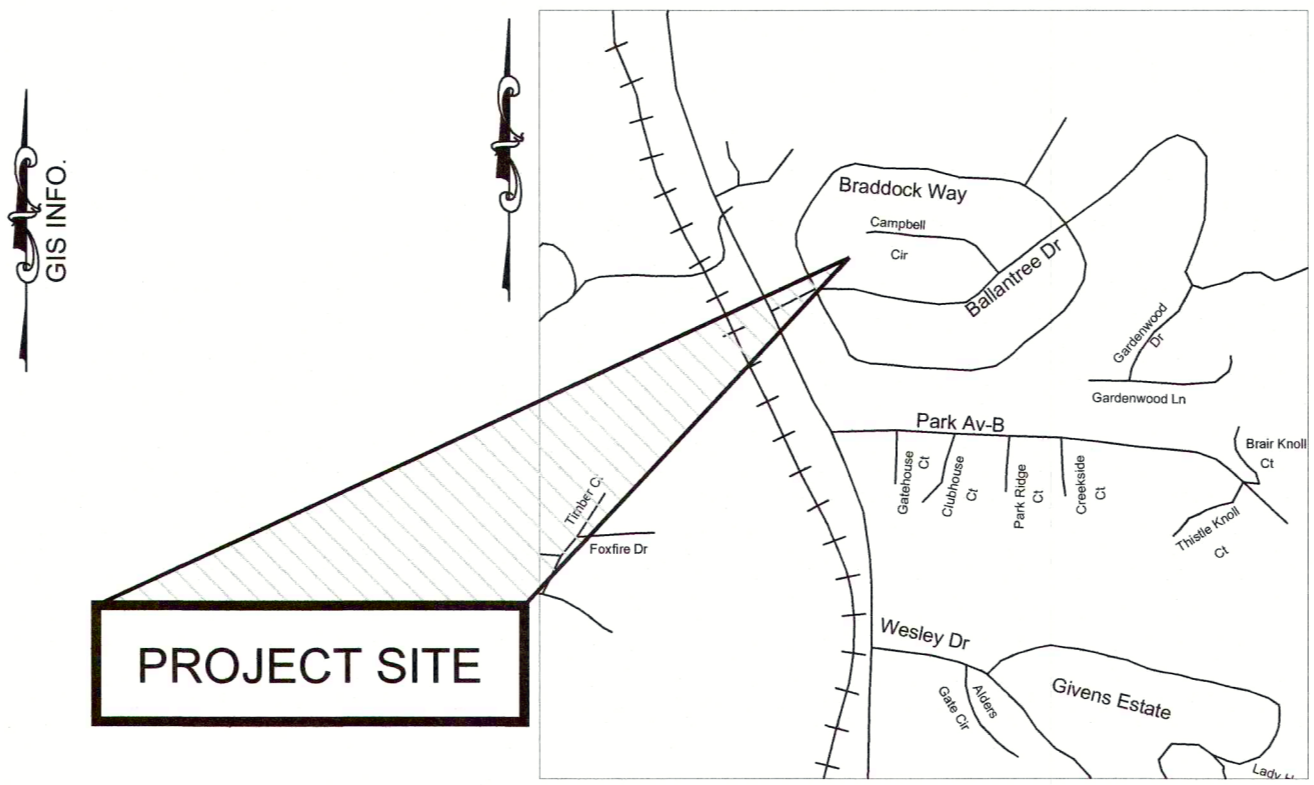 GIS INFO.
Braddock Way
Campbell
Cir
Ballantree Dr
Gardenwood
Dr
Gardenwood Ln
Park Av-B
Gatehouse
Ct
Clubhouse
Ct
Park Ridge
Ct
Creekside
Ct
Brair Knoll
Ct
Thistle Knoll
Ct
Timber C
Foxfire Dr
PROJECT SITE
Wesley Dr
Alders
Gate Cir
Givens Estate